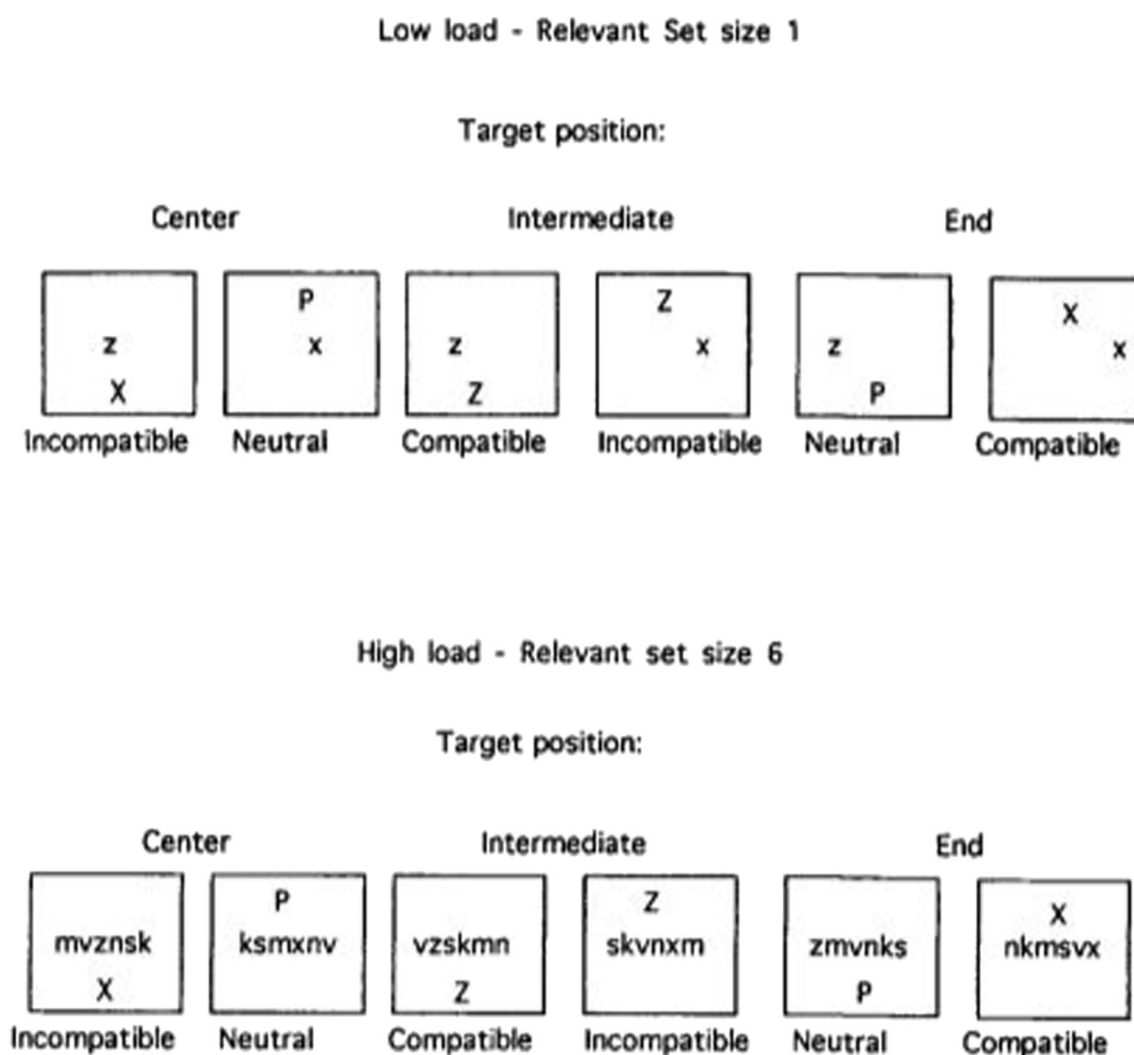 Low load - Relevant Set size 1
Target position:
Center Intermediate End
P Z X
z x z x z x
X Z P
Incompatible Neutral Compatible Incompatible Neutral Compatible
High load - Relevant set size 6
Target position:
Center Intermediate End
P Z X
mvznsk ksmxnv vzskmn skvnxm zmvnks nkmsvx
X Z P
Incompatible Neutral Compatible Incompatible Neutral Compatible